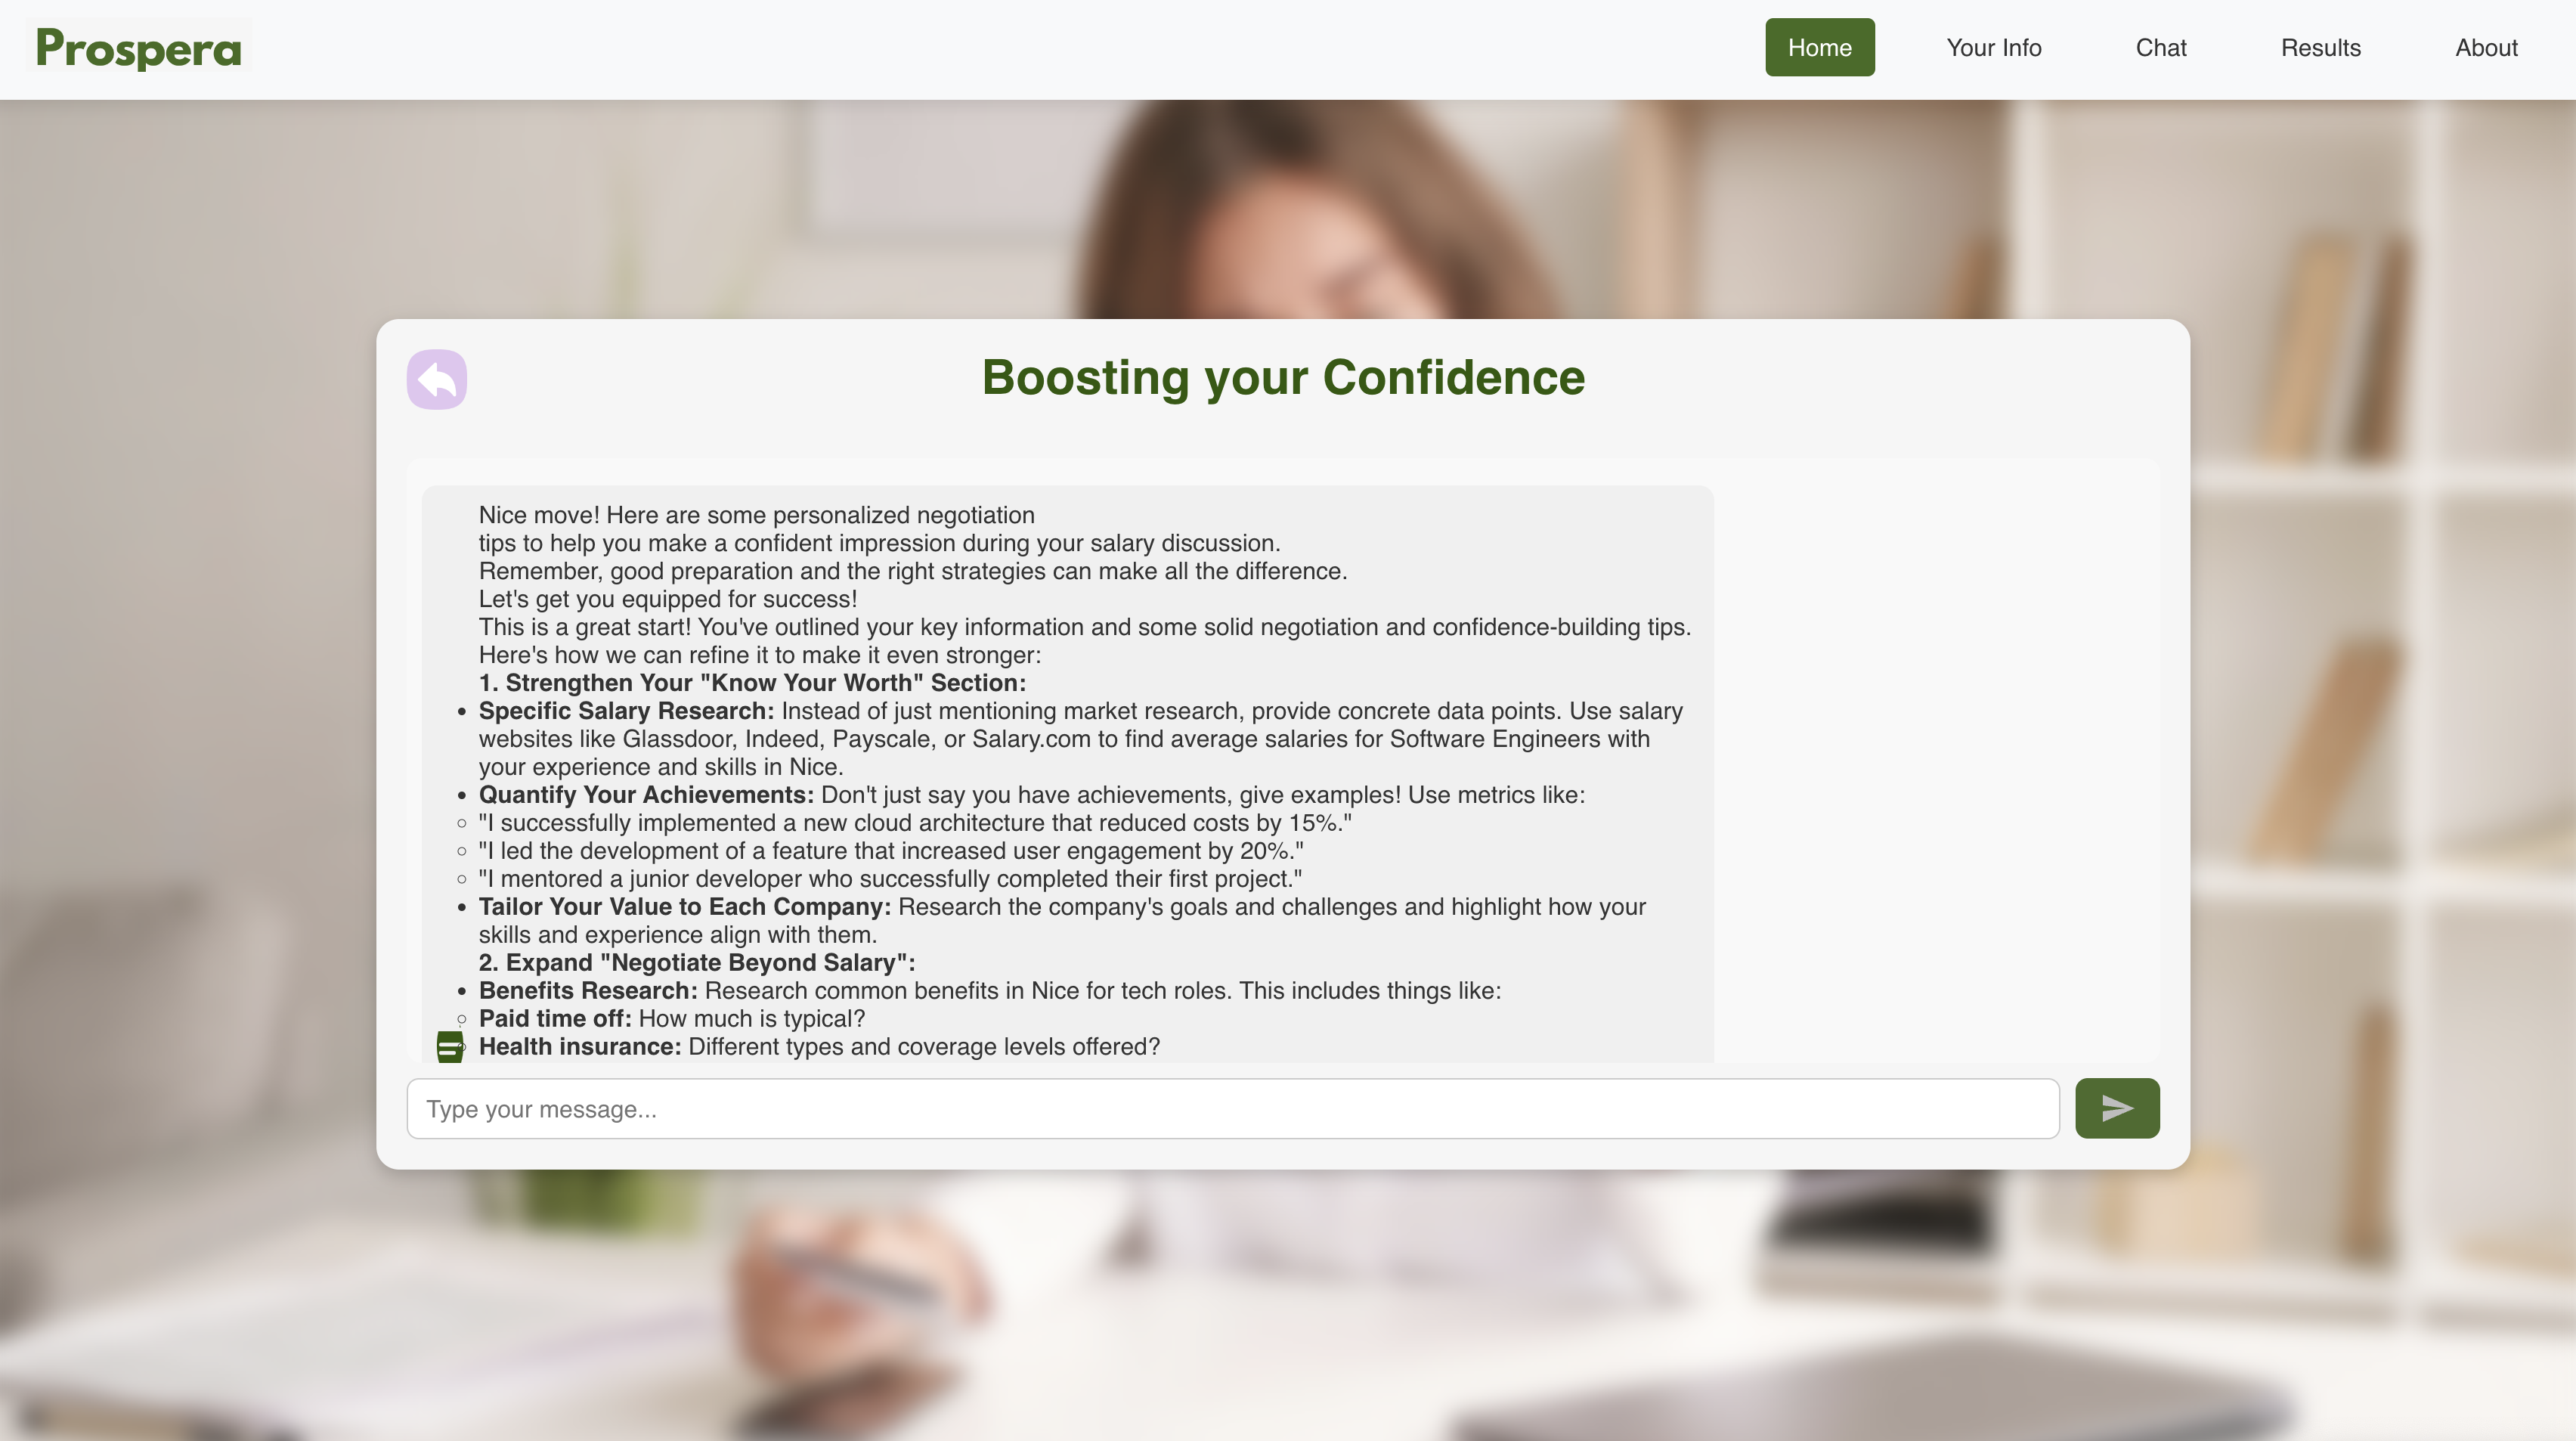 Prospera
Home
Your Info
Chat
Results
About
Boosting your Confidence
Nice move! Here are some personalized negotiation
tips to help you make a confident impression during your salary discussion.
Remember, good preparation and the right strategies can make all the difference.
Let's get you equipped for success!
This is a great start! You've outlined your key information and some solid negotiation and confidence-building tips.
Here's how we can refine it to make it even stronger:
1. Strengthen Your "Know Your Worth" Section:
• Specific Salary Research: Instead of just mentioning market research, provide concrete data points. Use salary
websites like Glassdoor, Indeed, Payscale, or Salary.com to find average salaries for Software Engineers with
your experience and skills in Nice.
• Quantify Your Achievements: Don't just say you have achievements, give examples! Use metrics like:
◦ "I successfully implemented a new cloud architecture that reduced costs by 15%."
◦ "I led the development of a feature that increased user engagement by 20%."
◦ "I mentored a junior developer who successfully completed their first project."
• Tailor Your Value to Each Company: Research the company's goals and challenges and highlight how your
skills and experience align with them.
2. Expand "Negotiate Beyond Salary":
• Benefits Research: Research common benefits in Nice for tech roles. This includes things like:
◦ Paid time off: How much is typical?
◦ Health insurance: Different types and coverage levels offered?
Type your message...